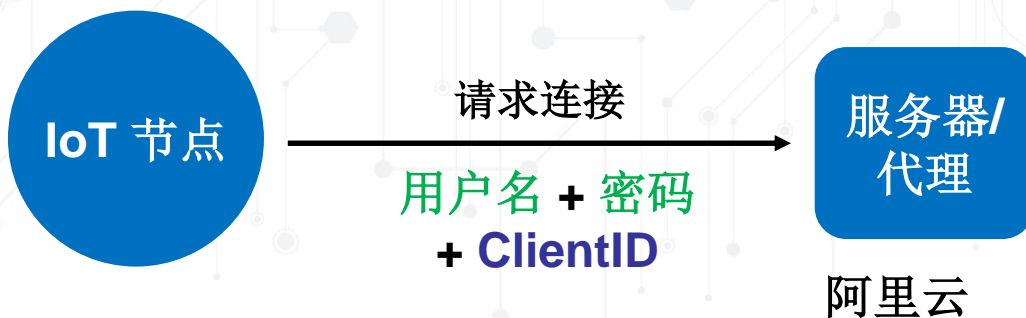 IoT 节点
请求连接
用户名 + 密码
+ ClientID
服务器/
代理
阿里云